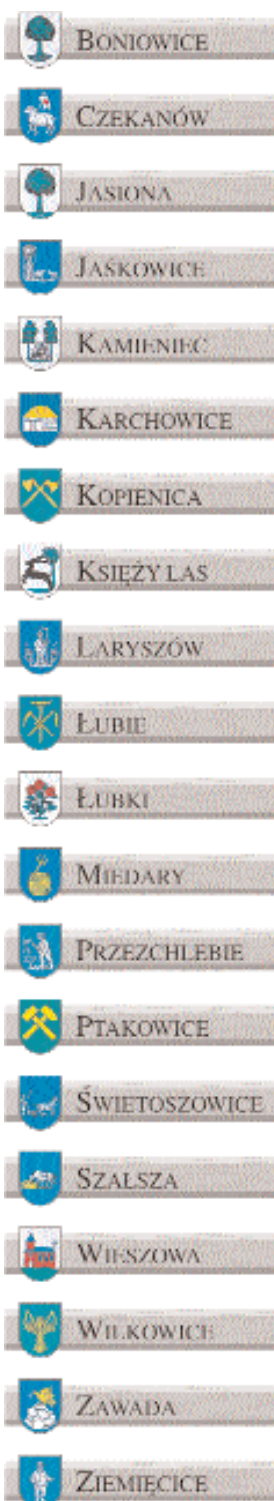 BONIOWICE
CZEKANÓW
JASIONA
JAŚKOWICE
KAMIENIEC
KARCHOWICE
KOPIENICA
KSIĘŻY LAS
LARYSZÓW
ŁUBIE
ŁUBKI
MIEDARY
PRZEZCHLEBIE
PTAKOWICE
ŚWIETOSZOWICE
SZAŁSZA
WIESZOWA
WILKOWICE
ZAWADA
ZIEMIĘCICE